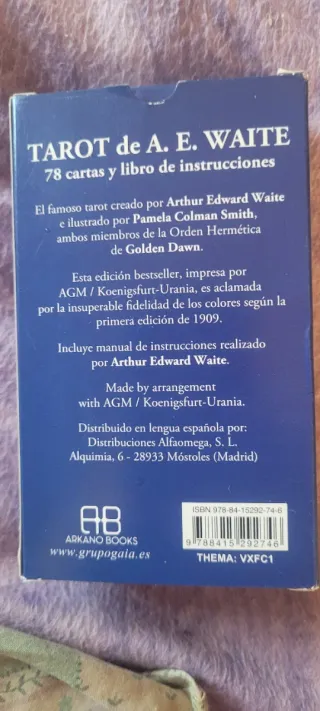 TAROT de A. E. WAITE
78 cartas y libro de instrucciones
El famoso tarot creado por Arthur Edward Waite
e ilustrado por Pamela Colman Smith,
ambos miembros de la Orden Hermética
de Golden Dawn.
Esta edición bestseller, impresa por
AGM / Koenigsfurt-Urania, es aclamada
por la insuperable fidelidad de los colores según la
primera edición de 1909.
Incluye manual de instrucciones realizado
por Arthur Edward Waite.
Made by arrangement
with AGM / Koenigsfurt-Urania.
Distribuido en lengua española por:
Distribuciones Alfaomega, S. L.
Alquimia, 6 - 28933 Móstoles (Madrid)
AB
ARKANO BOOKS
www.grupogaia.es
ISBN 978-84-15292-74-6
9 788415 292746
THEMA: VXFC1